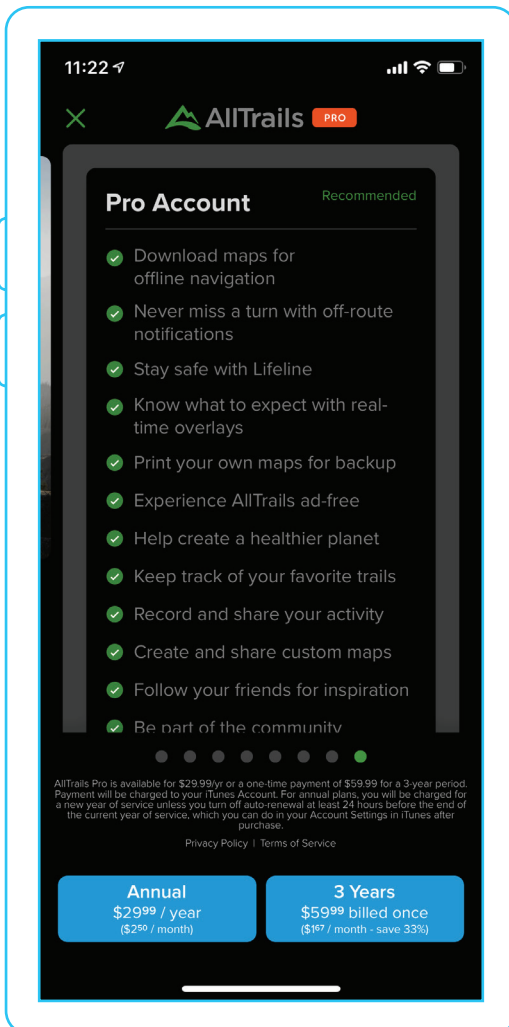 11:22
AllTrails PRO
Pro Account
Recommended
Download maps for
offline navigation
Never miss a turn with off-route
notifications
Stay safe with Lifeline
Know what to expect with real-
time overlays
Print your own maps for backup
Experience AllTrails ad-free
Help create a healthier planet
Keep track of your favorite trails
Record and share your activity
Create and share custom maps
Follow your friends for inspiration
Be part of the community
AllTrails Pro is available for $29.99/yr or a one-time payment of $59.99 for a 3-year period.
Payment will be charged to your iTunes Account. For annual plans, you will be charged for
a new year of service unless you turn off auto-renewal at least 24 hours before the end of
the current year of service, which you can do in your Account Settings in iTunes after
purchase.
Privacy Policy | Terms of Service
Annual
$29⁹⁹ / year
($2⁵⁰ / month)
3 Years
$59⁹⁹ billed once
($1⁶⁷ / month - save 33%)